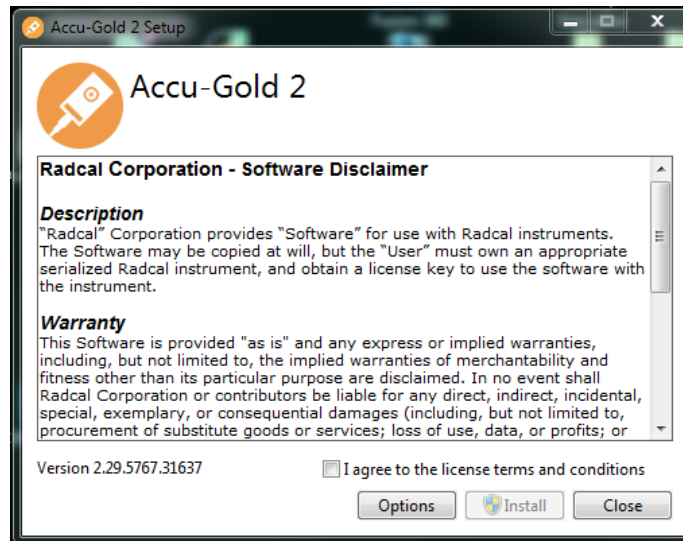 Accu-Gold 2 Setup
Accu-Gold 2
Radcal Corporation - Software Disclaimer
Description
"Radcal" Corporation provides "Software" for use with Radcal instruments.
The Software may be copied at will, but the "User" must own an appropriate
serialized Radcal instrument, and obtain a license key to use the software with
the instrument.
Warranty
This Software is provided "as is" and any express or implied warranties,
including, but not limited to, the implied warranties of merchantability and
fitness other than its particular purpose are disclaimed. In no event shall
Radcal Corporation or contributors be liable for any direct, indirect, incidental,
special, exemplary, or consequential damages (including, but not limited to,
procurement of substitute goods or services; loss of use, data, or profits; or
Version 2.29.5767.31637
I agree to the license terms and conditions
Options
Install
Close